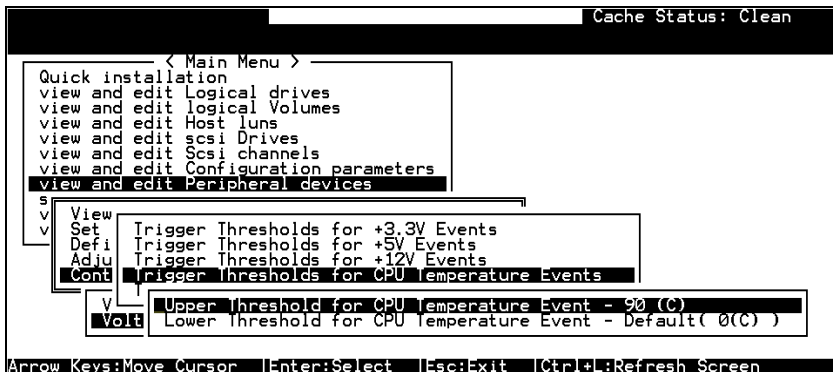 Cache Status: Clean
< Main Menu >
Quick installation
view and edit Logical drives
view and edit logical Volumes
view and edit Host luns
view and edit scsi Drives
view and edit Scsi channels
view and edit Configuration parameters
view and edit Peripheral devices
s
v View
v Set Trigger Thresholds for +3.3V Events
Defi Trigger Thresholds for +5V Events
Adju Trigger Thresholds for +12V Events
Cont Trigger Thresholds for CPU Temperature Events
V Upper Threshold for CPU Temperature Event - 90 (C)
Volt Lower Threshold for CPU Temperature Event - Default( 0(C) )
Arrow Keys:Move Cursor |Enter:Select |Esc:Exit |Ctrl+L:Refresh Screen